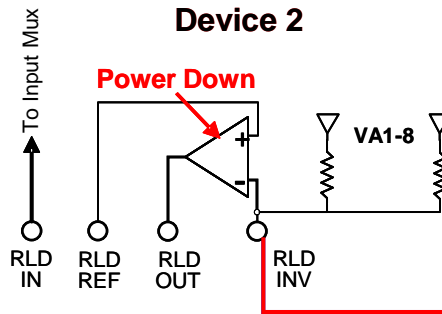 Device 2
To Input Mux
Power Down
+
-
VA1-8
RLD
IN
RLD
REF
RLD
OUT
RLD
INV